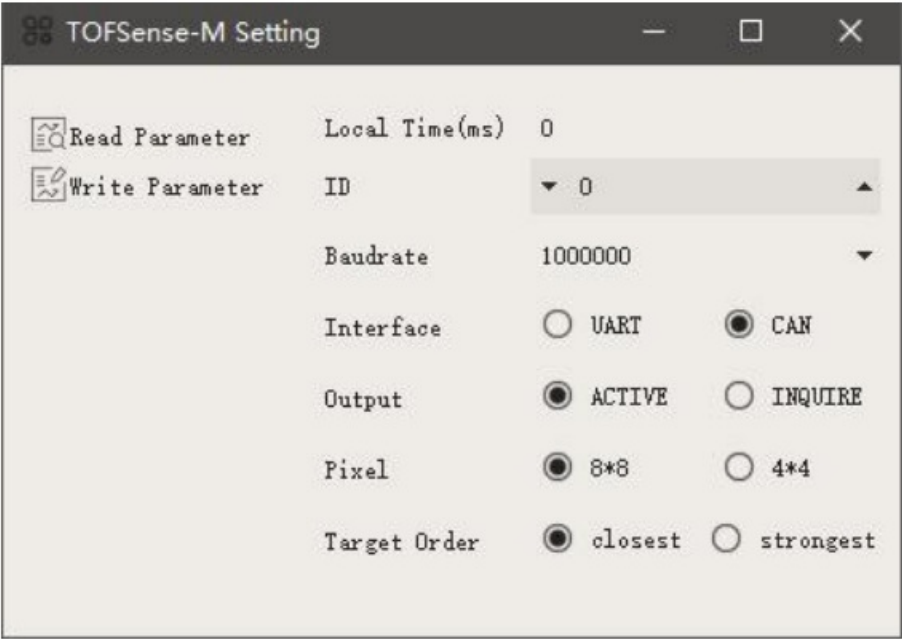 TOFSense-M Setting
Read Parameter
Write Parameter
Local Time(ms) 0
ID 0
Baudrate 1000000
Interface UART CAN
Output ACTIVE INQUIRE
Pixel 8*8 4*4
Target Order closest strongest